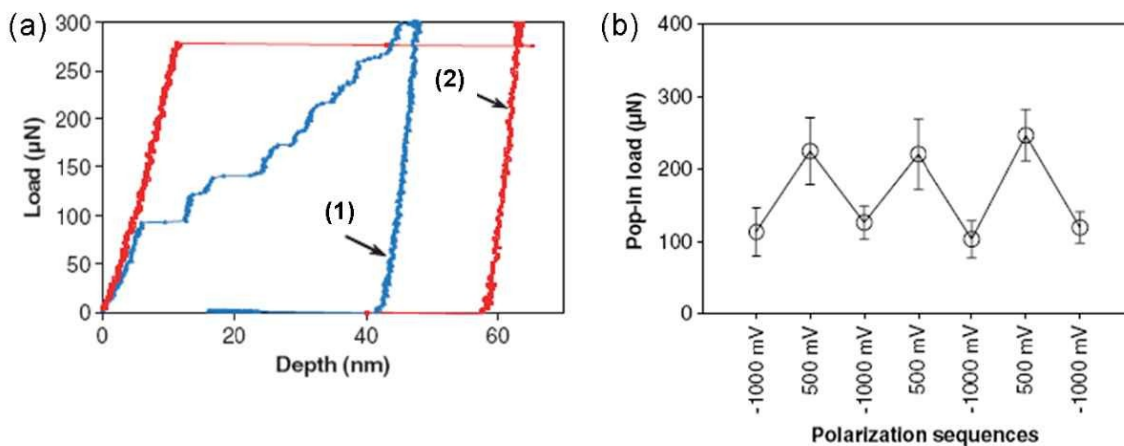 (a)
300
250
200
150
100
50
0
Load (µN)
(2)
(1)
0 20 40 60
Depth (nm)
(b)
400
300
200
100
0
Pop-in load (µN)
-1000 mV
500 mV
-1000 mV
500 mV
-1000 mV
500 mV
-1000 mV
Polarization sequences